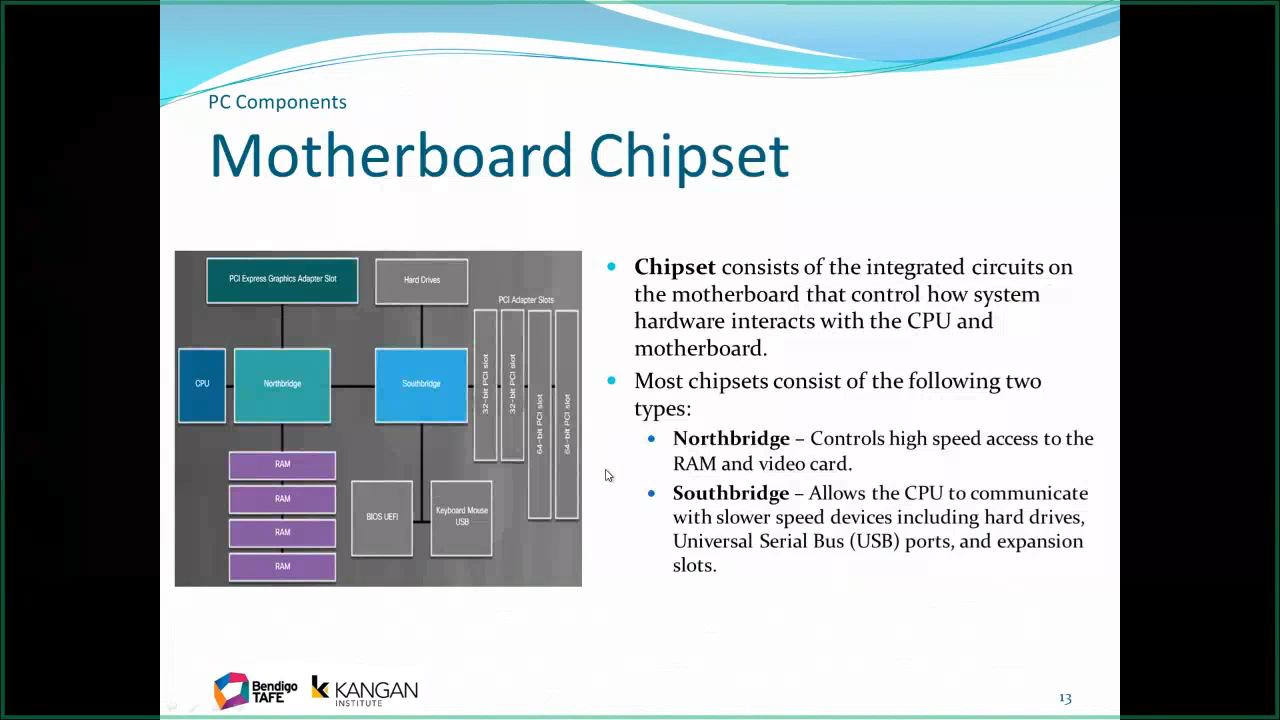 PC Components
Motherboard Chipset
PCI Express Graphics Adapter Slot
Hard Drives
PCI Adapter Slots
CPU
Northbridge
Southbridge
32-bit PCI slot
32-bit PCI slot
64-bit PCI slot
64-bit PCI slot
RAM
RAM
RAM
RAM
BIOS UEFI
Keyboard Mouse
USB
Chipset consists of the integrated circuits on
the motherboard that control how system
hardware interacts with the CPU and
motherboard.
Most chipsets consist of the following two
types:
Northbridge – Controls high speed access to the
RAM and video card.
Southbridge – Allows the CPU to communicate
with slower speed devices including hard drives,
Universal Serial Bus (USB) ports, and expansion
slots.
Bendigo
TAFE
KANGAN
INSTITUTE
13